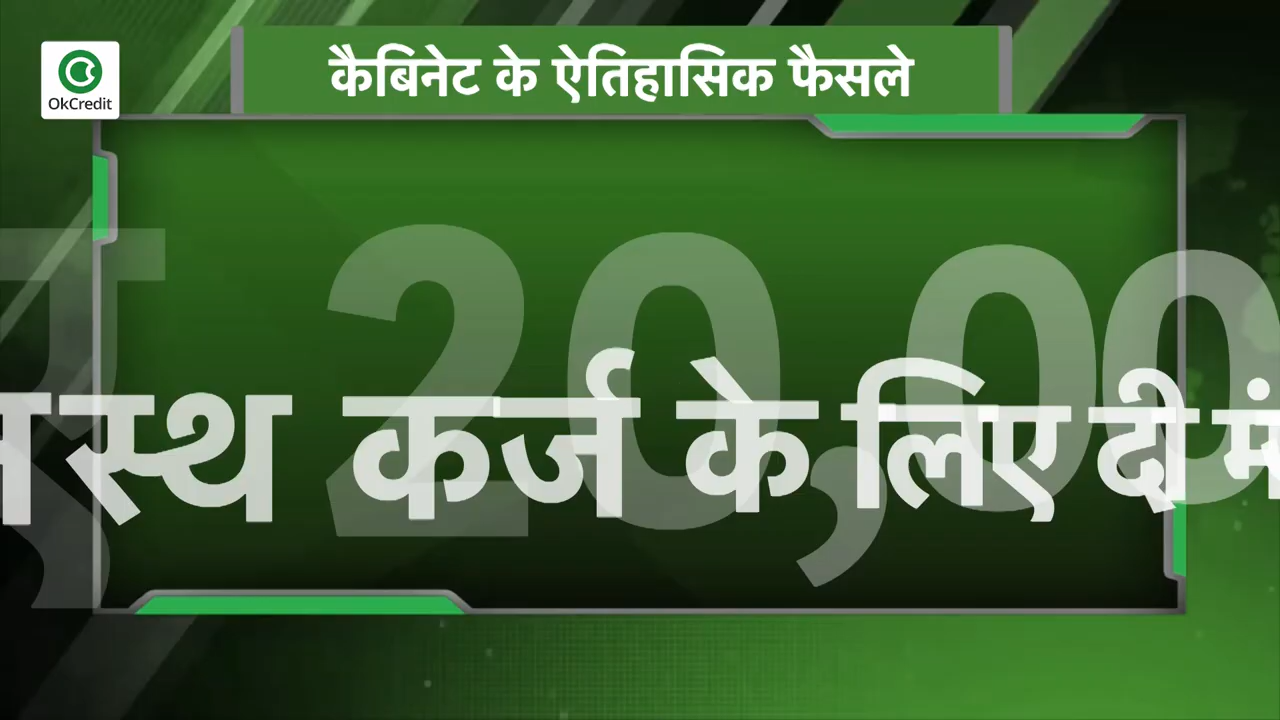 OkCredit
कैबिनेट के ऐतिहासिक फैसले
20,00
कर्ज के लिए दी